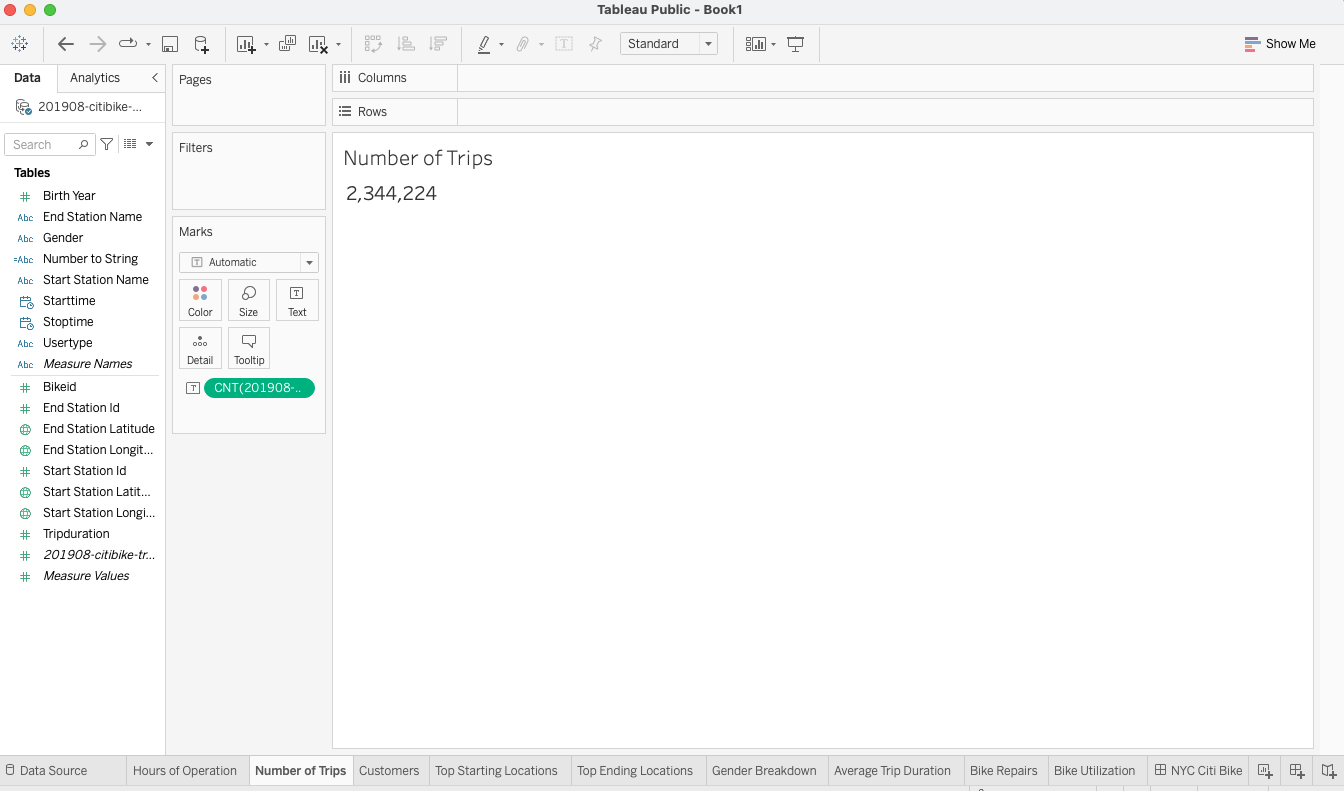 Tableau Public - Book1
Standard
Show Me
Data
Analytics
201908-citibike-...
Search
Tables
# Birth Year
Abc End Station Name
Abc Gender
=Abc Number to String
Abc Start Station Name
Starttime
Stoptime
Abc Usertype
Abc Measure Names
# Bikeid
# End Station Id
End Station Latitude
End Station Longit...
# Start Station Id
Start Station Latit...
Start Station Longi...
# Tripduration
# 201908-citibike-tr...
# Measure Values
Pages
Filters
Marks
T Automatic
Color
Size
T Text
Detail
Tooltip
T CNT(201908-..
Columns
Rows
Number of Trips
2,344,224
Data Source
Hours of Operation
Number of Trips
Customers
Top Starting Locations
Top Ending Locations
Gender Breakdown
Average Trip Duration
Bike Repairs
Bike Utilization
NYC Citi Bike